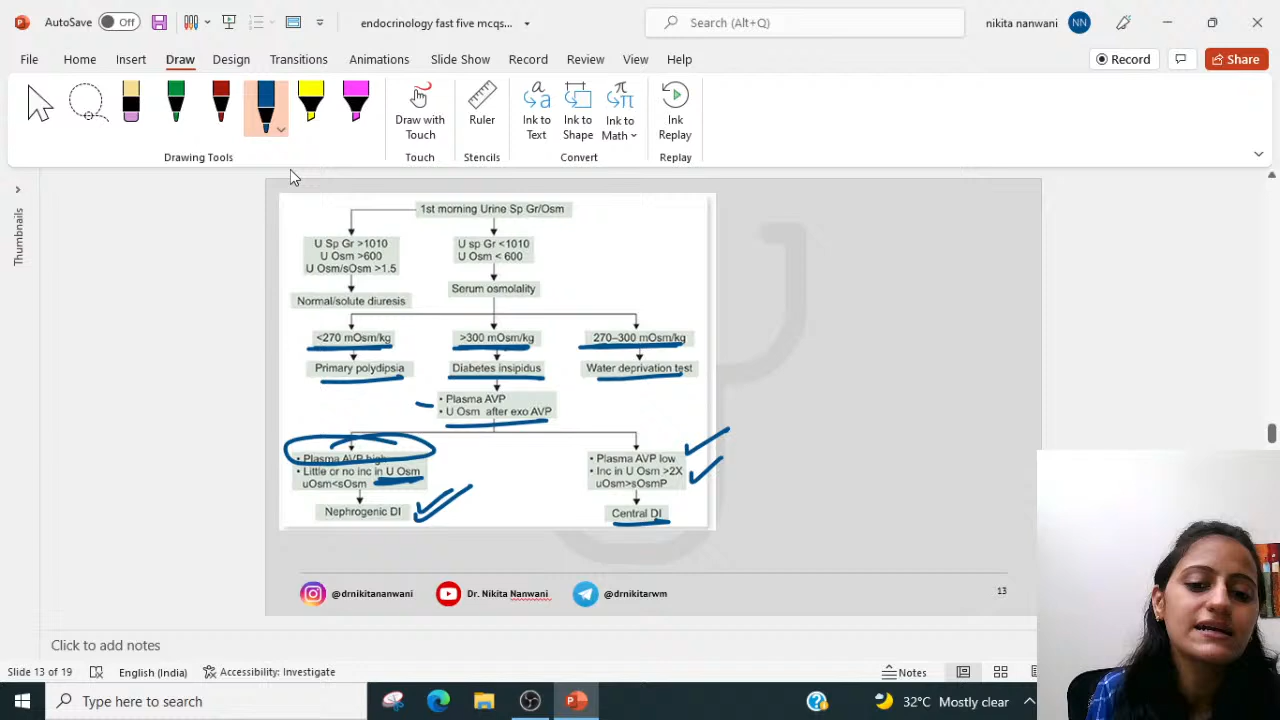 AutoSave
Off
endocrinology fast five mcqs...
Search (Alt+Q)
nikita nanwani
NN
File
Home
Insert
Draw
Design
Transitions
Animations
Slide Show
Record
Review
View
Help
Record
Share
Draw with
Touch
Ruler
Ink to
Text
Ink to
Shape
Ink to
Math
Ink
Replay
Drawing Tools
Touch
Stencils
Convert
Replay
Thumbnails
1st morning Urine Sp Gr/Osm
U Sp Gr >1010
U Osm >600
U Osm/sOsm >1.5
U sp Gr <1010
U Osm < 600
Normal/solute diuresis
Serum osmolality
<270 mOsm/kg
>300 mOsm/kg
270–300 mOsm/kg
Primary polydipsia
Diabetes insipidus
Water deprivation test
• Plasma AVP
• U Osm after exo AVP
• Plasma AVP high
• Little or no inc in U Osm
uOsm<sOsm
• Plasma AVP low
• Inc in U Osm >2X
uOsm>sOsmP
Nephrogenic DI
Central DI
@drnikitananwani
Dr. Nikita Nanwani
@drnikitarwm
13
Click to add notes
Slide 13 of 19
English (India)
Accessibility: Investigate
Notes
Type here to search
32°C Mostly clear